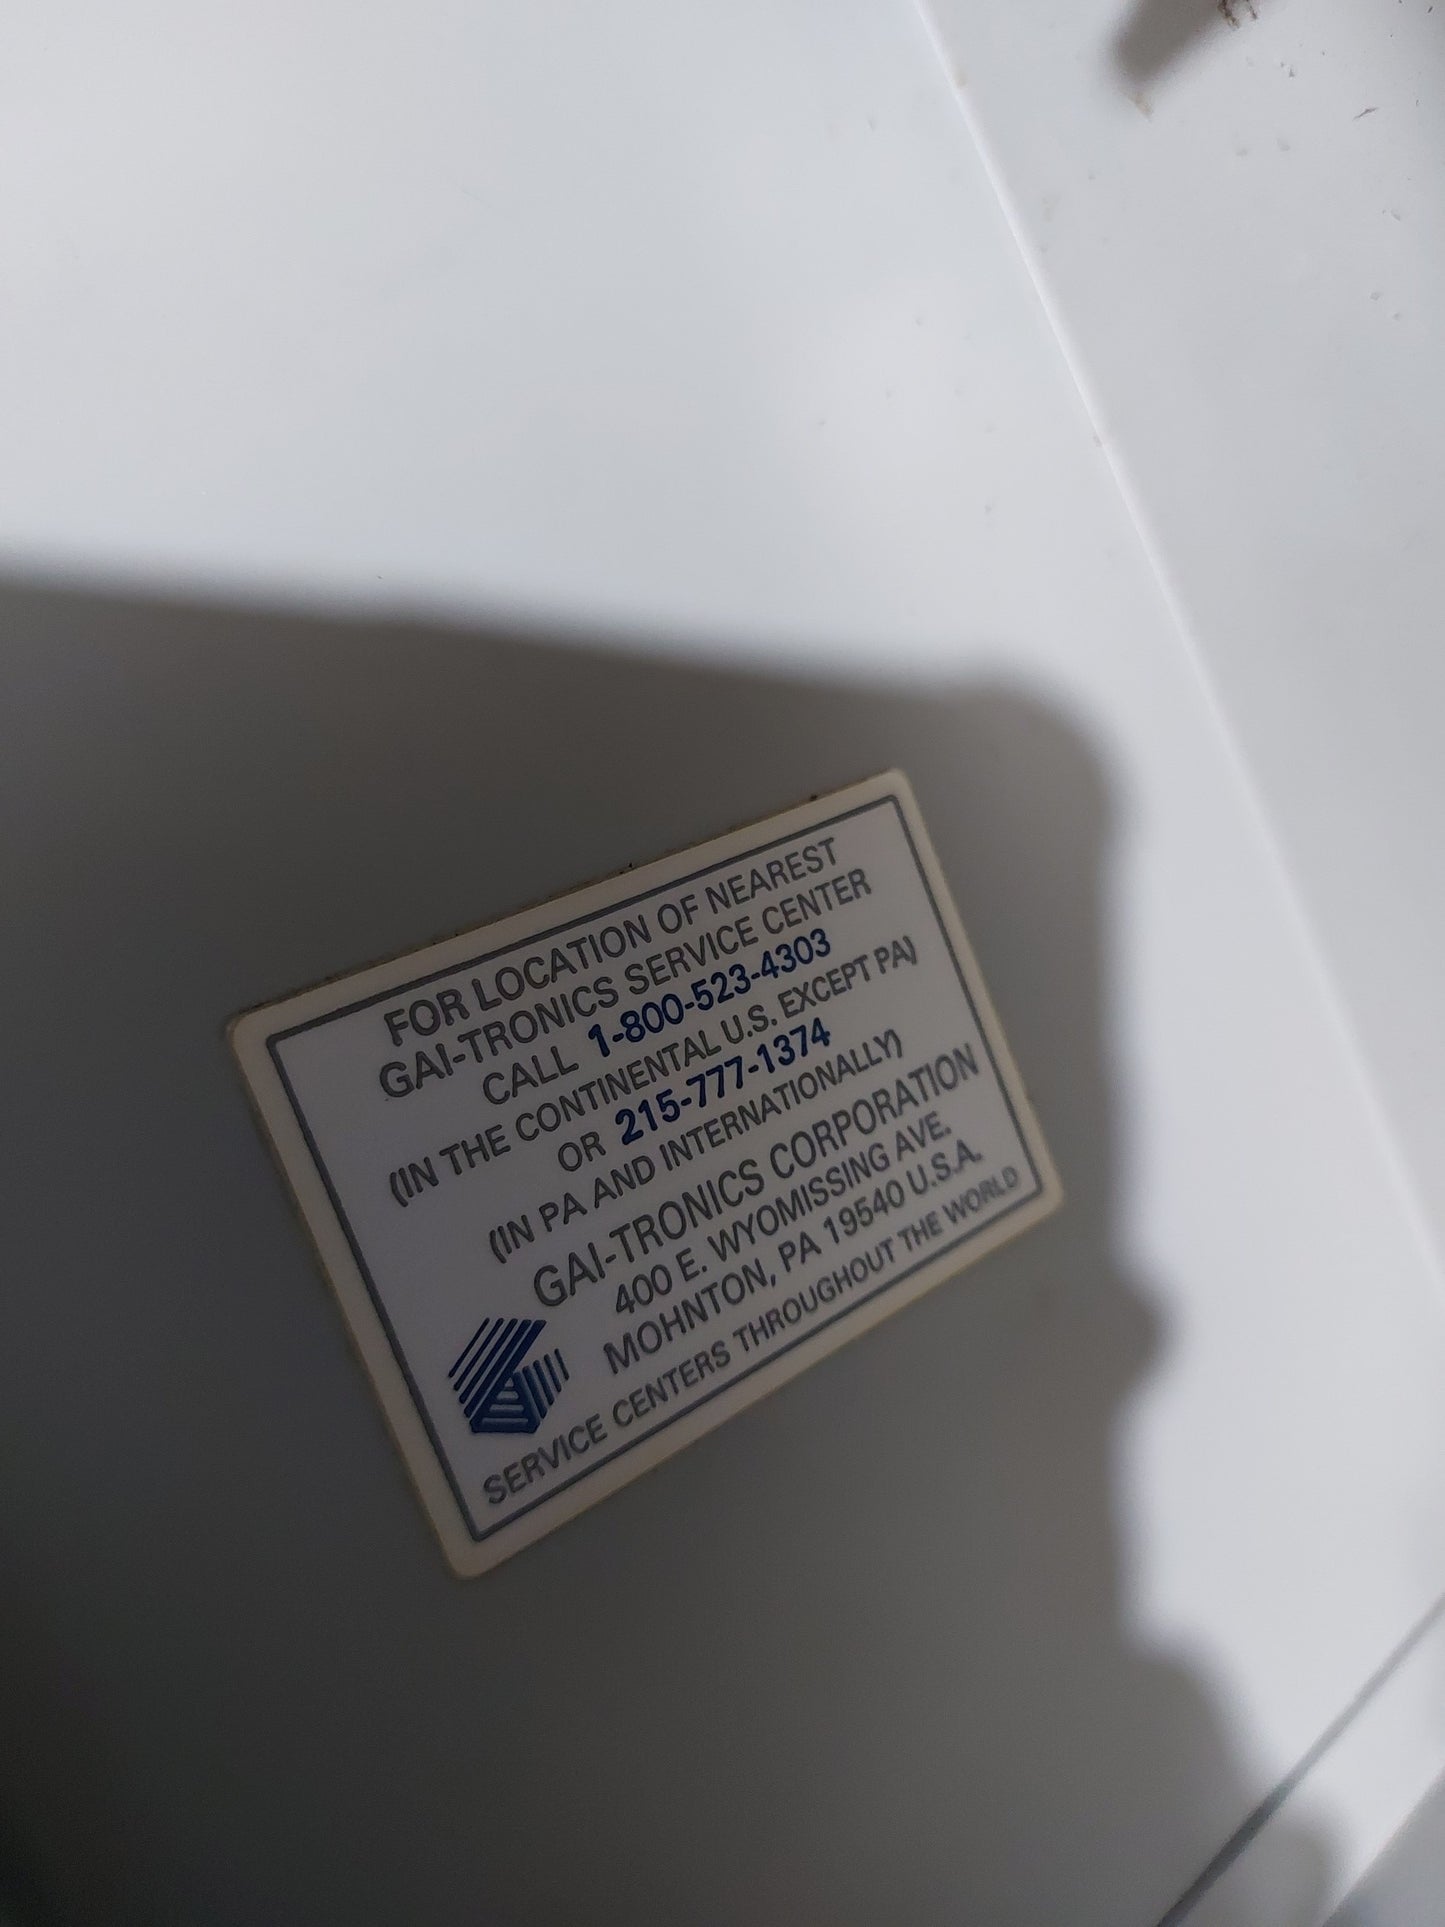 FOR LOCATION OF NEAREST
GAI-TRONICS SERVICE CENTER
CALL 1-800-523-4303
(IN THE CONTINENTAL U.S. EXCEPT PA)
OR 215-777-1374
(IN PA AND INTERNATIONALLY)
GAI-TRONICS CORPORATION
400 E. WYOMISSING AVE.
MOHNTON, PA 19540 U.S.A.
SERVICE CENTERS THROUGHOUT THE WORLD